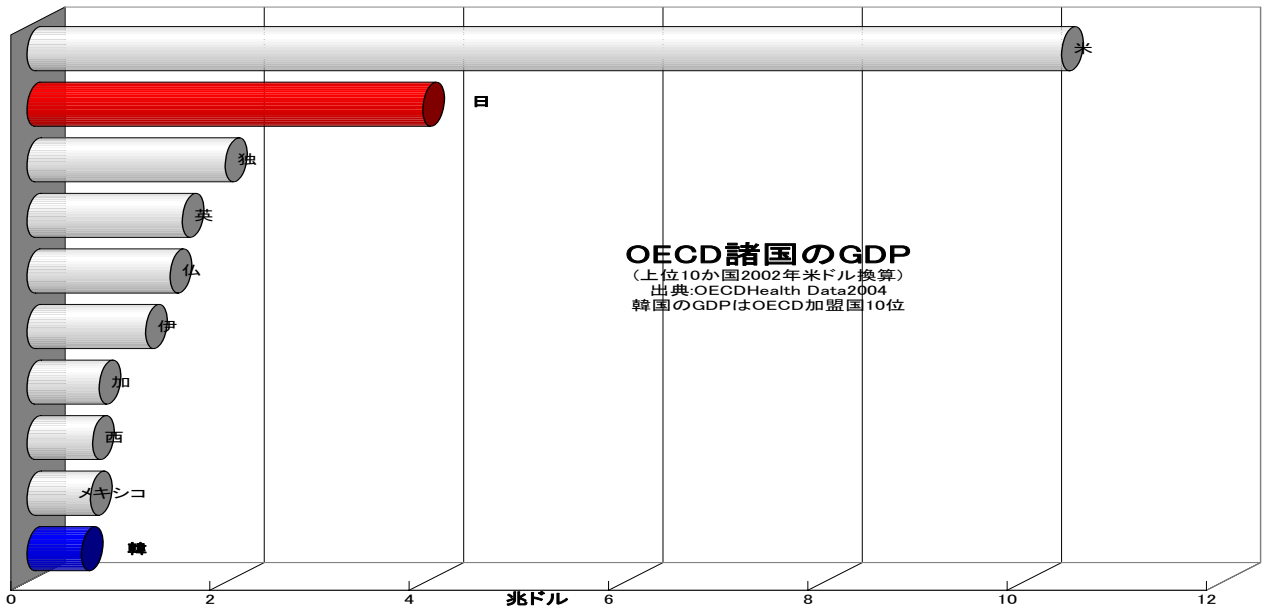 米
日
独
英
仏
伊
加
西
メキシコ
韓
OECD諸国のGDP
（上位10か国2002年米ドル換算）
出典:OECDHealth Data2004
韓国のGDPはOECD加盟国10位
0 2 4 6 8 10 12
兆ドル